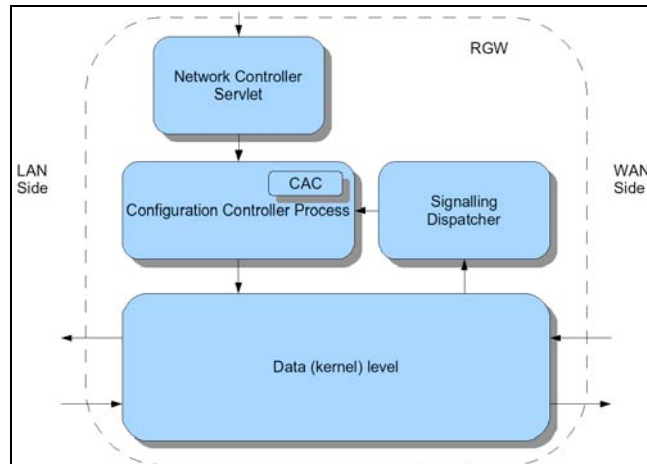 RGW
Network Controller
Servlet
LAN
Side
WAN
Side
CAC
Configuration Controller Process
Signalling
Dispatcher
Data (kernel) level